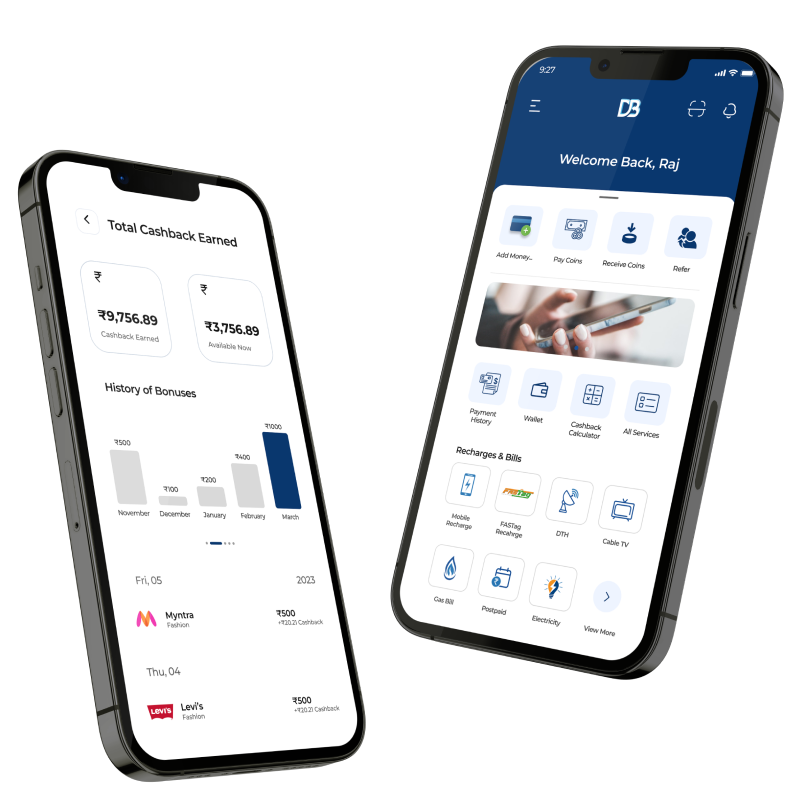 Total Cashback Earned
₹
₹9,756.89
Cashback Earned
₹
₹3,756.89
Available Now
History of Bonuses
₹500
₹100
₹200
₹400
₹1000
November
December
January
February
March
Fri, 05
2023
Myntra
Fashion
₹500
+₹20.21 Cashback
Thu, 04
Levi's
Levi's
Fashion
₹500
+₹20.21 Cashback
9:27
DB
Welcome Back, Raj
Add Money..
Pay Coins
Receive Coins
Refer
Payment
History
Wallet
Cashback
Calculator
All Services
Recharges & Bills
Mobile
Recharge
FASTag
FASTag
Recahrge
DTH
Cable TV
Gas Bill
Postpaid
Electricity
View More